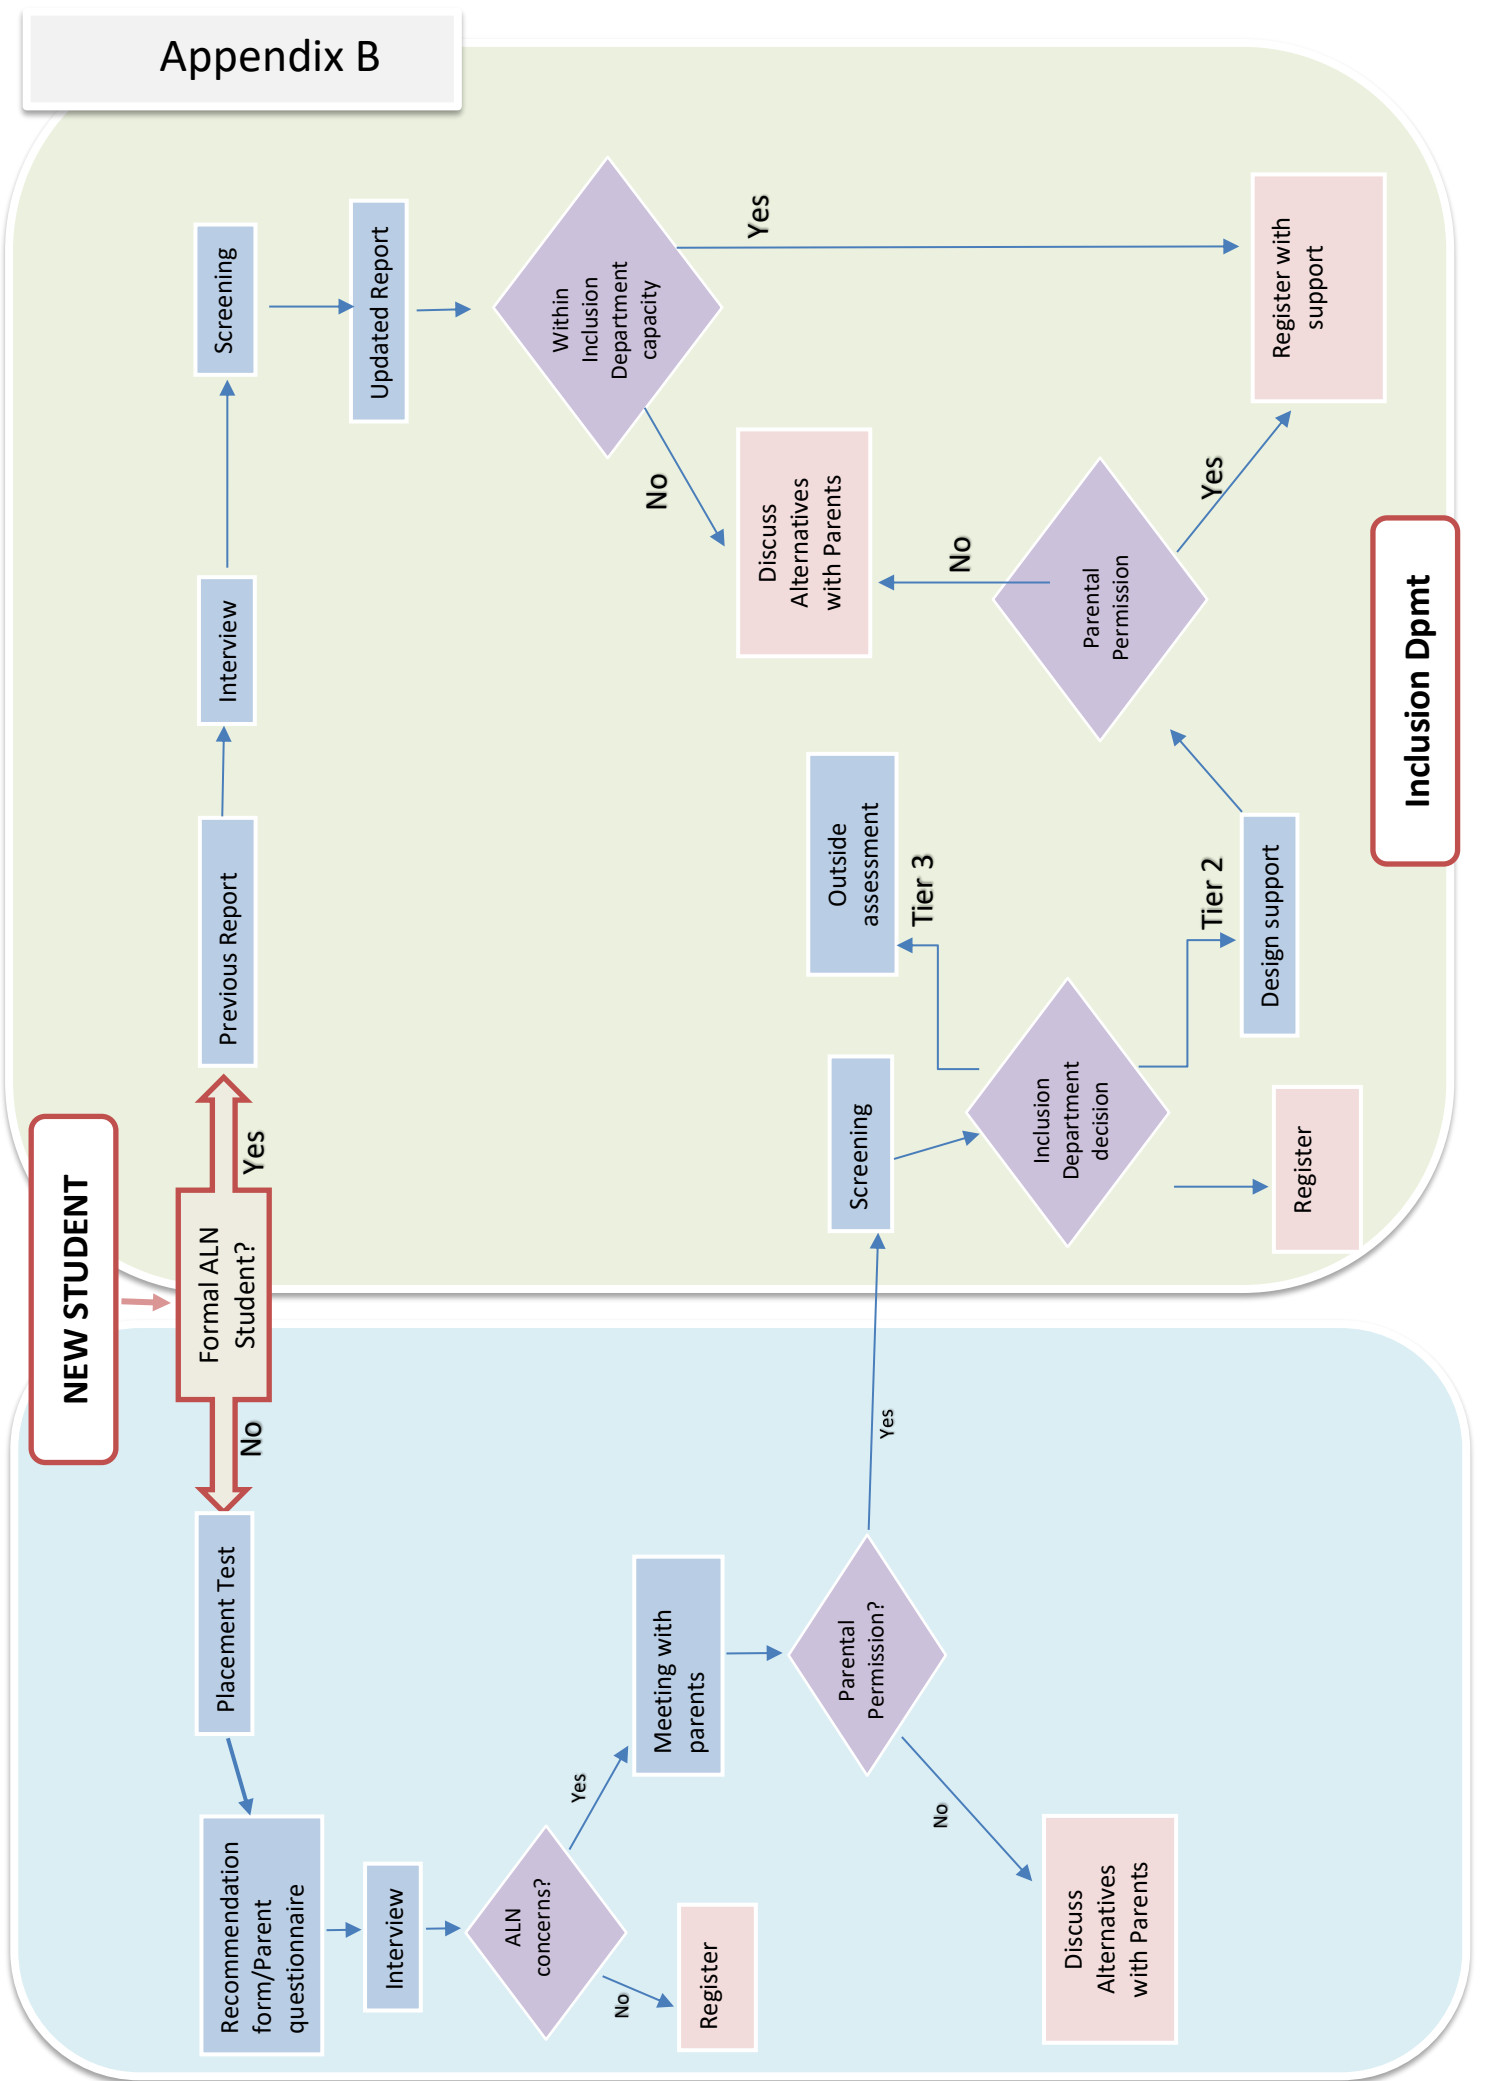 Appendix B
NEW STUDENT
Formal ALN
Student?
No
Yes
Placement Test
Recommendation
form/Parent
questionnaire
Interview
ALN
concerns?
No
Register
Yes
Meeting with
parents
Parental
Permission?
No
Discuss
Alternatives
with Parents
Yes
Previous Report
Interview
Screening
Updated Report
Within
Inclusion
Department
capacity
No
Discuss
Alternatives
with Parents
Yes
Register with
support
Screening
Inclusion
Department
decision
Register
Tier 3
Outside
assessment
Tier 2
Design support
Parental
Permission
No
Yes
Inclusion Dpmt